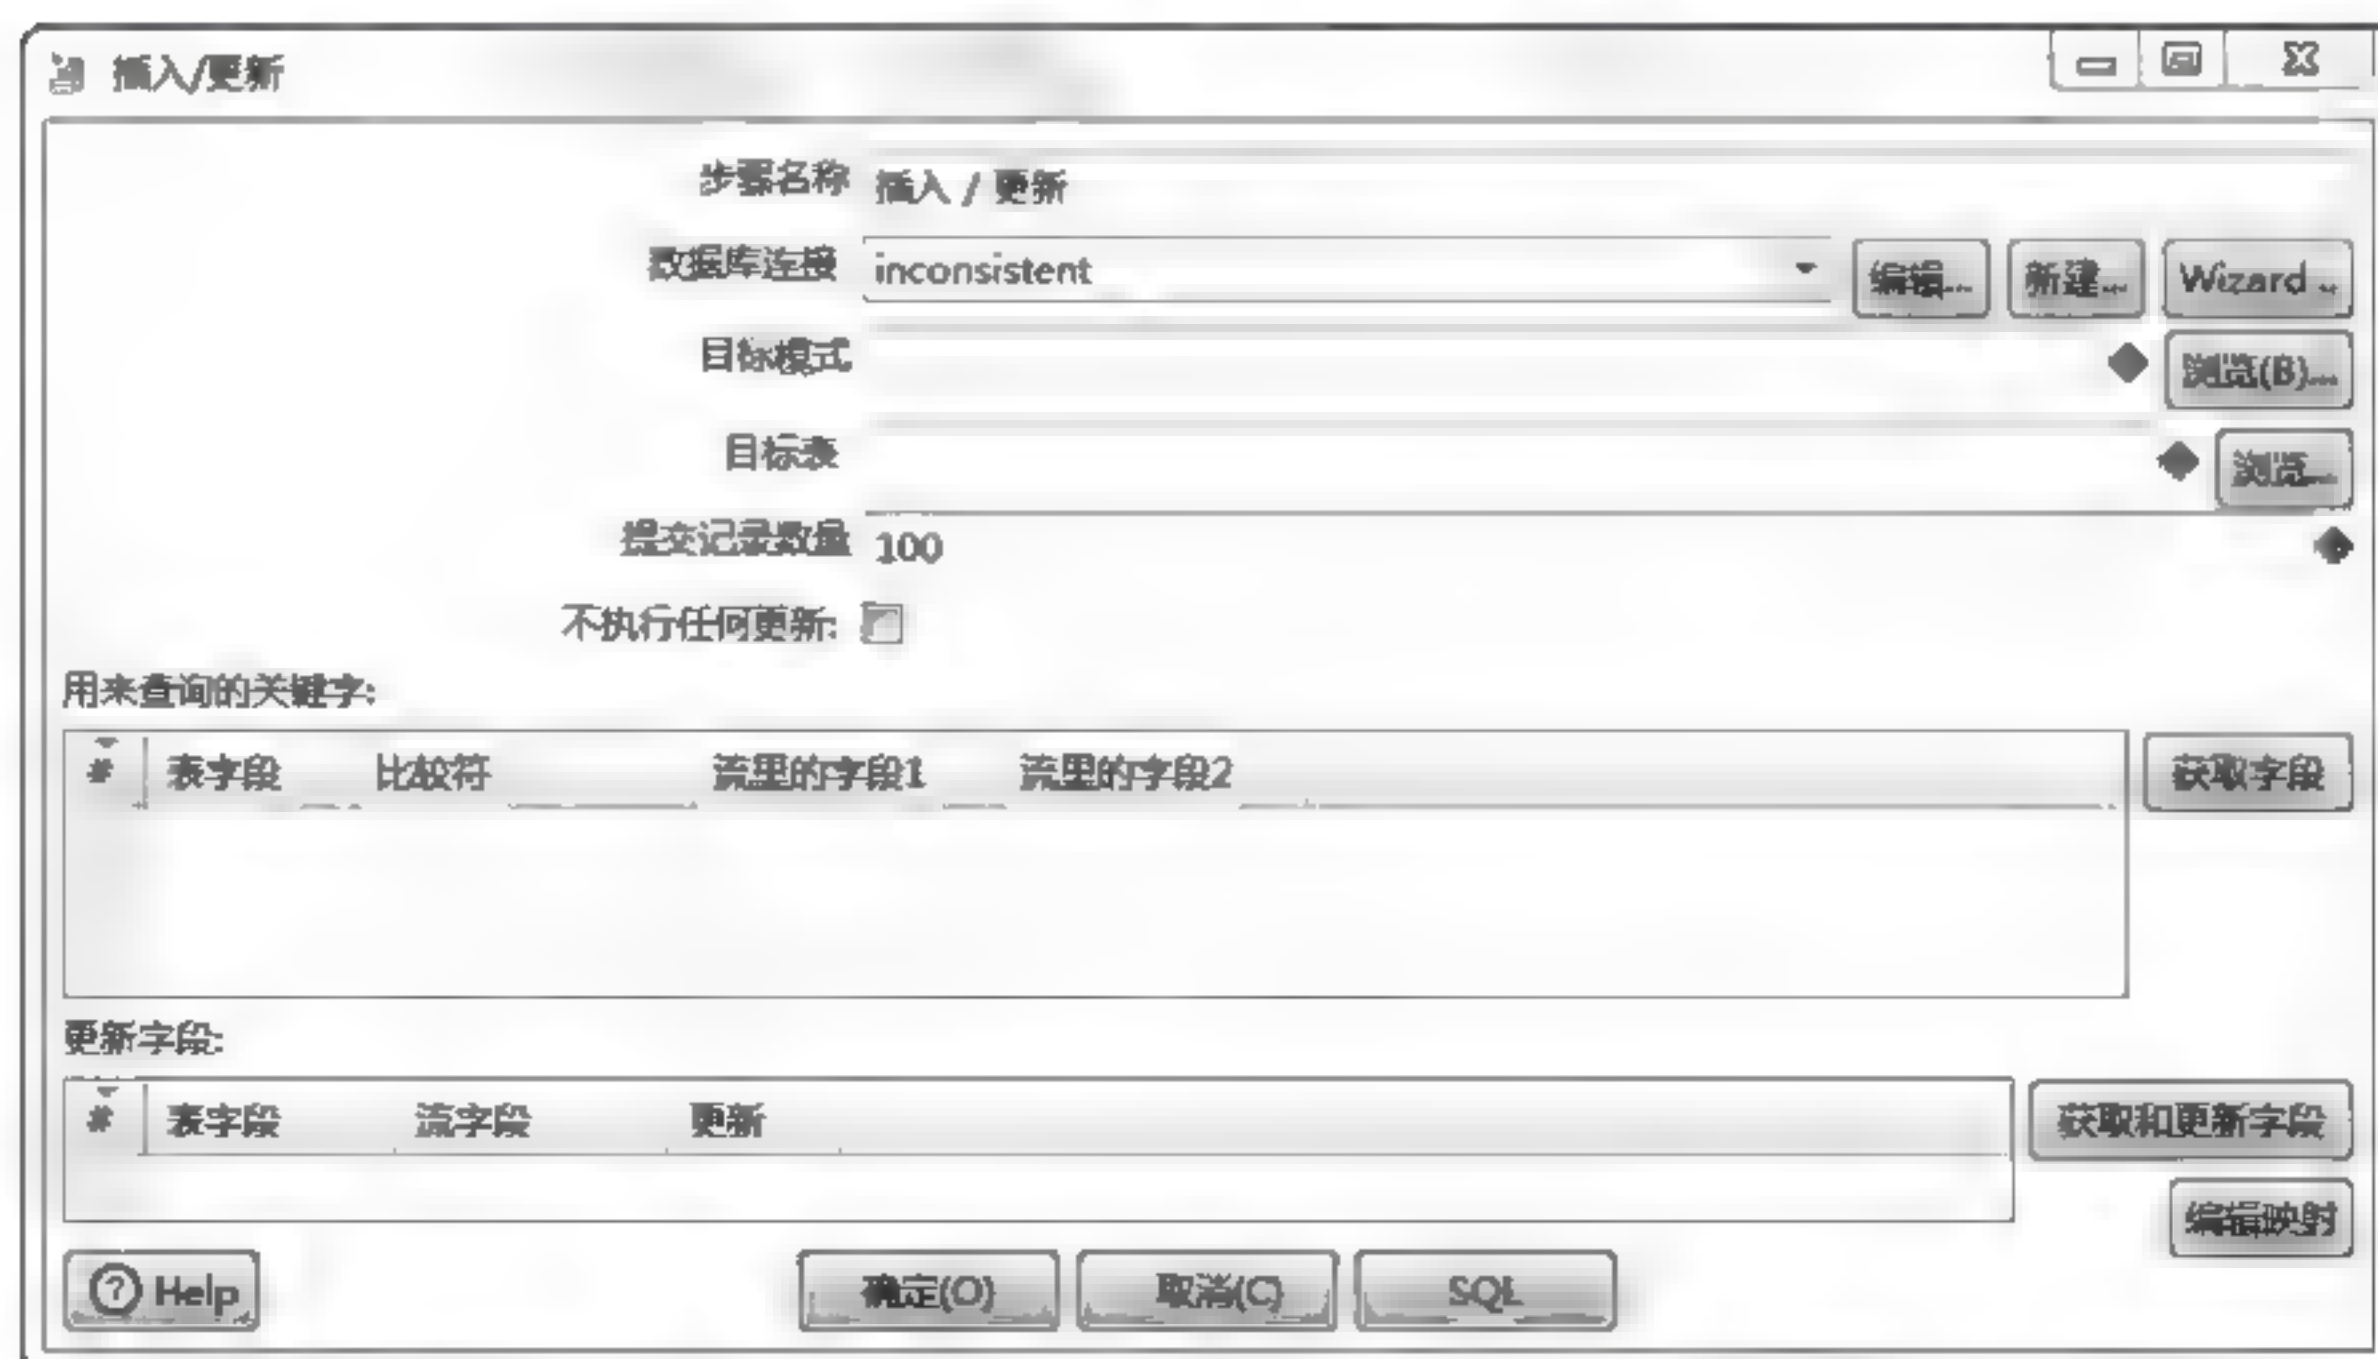 插入/更新
步骤名称 插入 / 更新
数据库连接 inconsistent 编辑... 新建... Wizard ..
目标模式 浏览(B)...
目标表 浏览...
提交记录数量 100
不执行任何更新:
用来查询的关键字:
# 表字段 比较符 流里的字段1 流里的字段2 获取字段
更新字段:
# 表字段 流字段 更新 获取和更新字段
编辑映射
? Help 确定(O) 取消(C) SQL